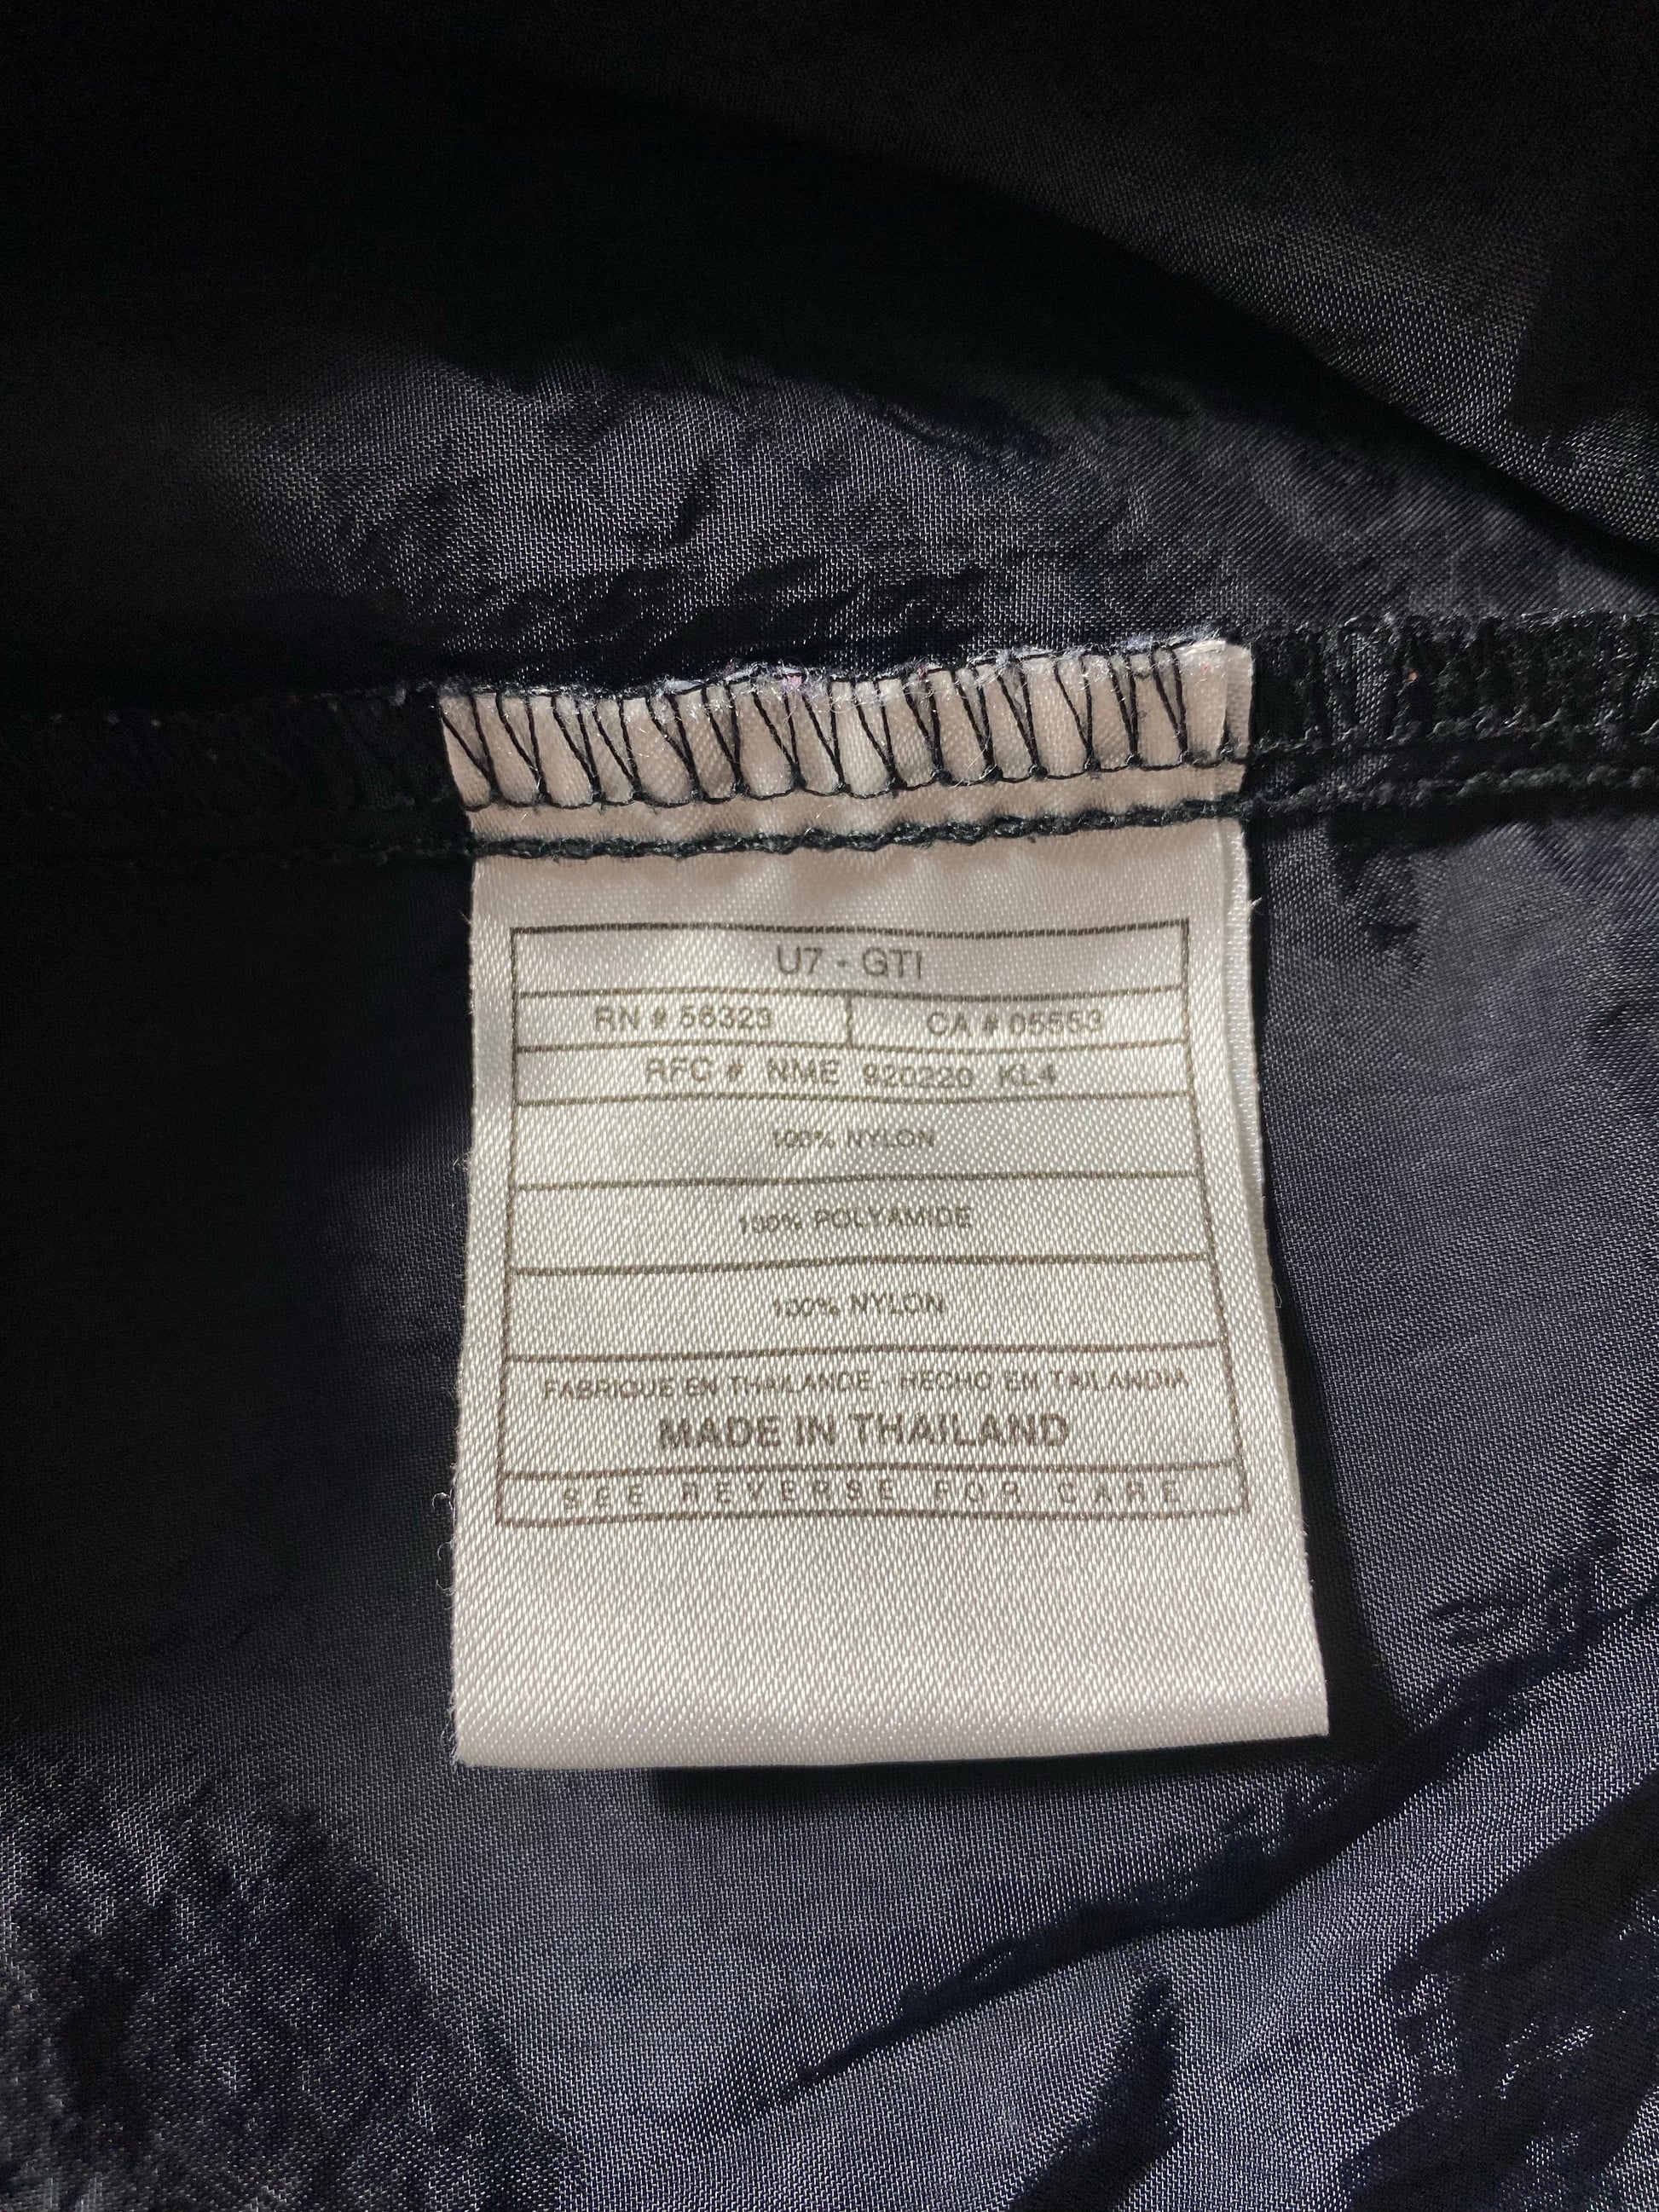 U7 - GTI
RN # 56323 CA # 05553
RFC # NME 920220 KL4
100% NYLON
100% POLYAMIDE
100% NYLON
FABRIQUE EN THAILANDE - HECHO EM TAILANDIA
MADE IN THAILAND
SEE REVERSE FOR CARE